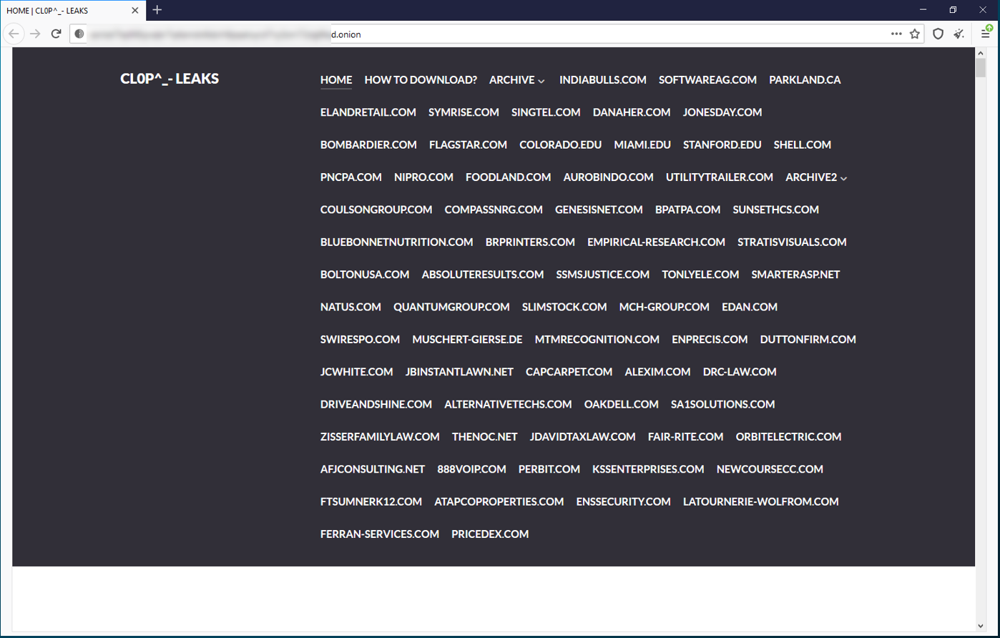 HOME | CL0P^_- LEAKS
d.onion
CL0P^_- LEAKS
HOME HOW TO DOWNLOAD? ARCHIVE INDIABULLS.COM SOFTWAREAG.COM PARKLAND.CA
ELANDRETAIL.COM SYMRISE.COM SINGTEL.COM DANAHER.COM JONESDAY.COM
BOMBARDIER.COM FLAGSTAR.COM COLORADO.EDU MIAMI.EDU STANFORD.EDU SHELL.COM
PNCPA.COM NIPRO.COM FOODLAND.COM AUROBINDO.COM UTILITYTRAILER.COM ARCHIVE2
COULSONGROUP.COM COMPASSNRG.COM GENESISNET.COM BPATPA.COM SUNSETHCS.COM
BLUEBONNETNUTRITION.COM BRPRINTERS.COM EMPIRICAL-RESEARCH.COM STRATISVISUALS.COM
BOLTONUSA.COM ABSOLUTERESULTS.COM SSMSJUSTICE.COM TONLYELE.COM SMARTERASP.NET
NATUS.COM QUANTUMGROUP.COM SLIMSTOCK.COM MCH-GROUP.COM EDAN.COM
SWIRESPO.COM MUSCHERT-GIERSE.DE MTMRECOGNITION.COM ENPRECIS.COM DUTTONFIRM.COM
JCWHITE.COM JBINSTANTLAWN.NET CAPCARPET.COM ALEXIM.COM DRC-LAW.COM
DRIVEANDSHINE.COM ALTERNATIVETECHS.COM OAKDELL.COM SA1SOLUTIONS.COM
ZISSERFAMILYLAW.COM THENOC.NET JDAVIDTAXLAW.COM FAIR-RITE.COM ORBITELECTRIC.COM
AFJCONSULTING.NET 888VOIP.COM PERBIT.COM KSSENTERPRISES.COM NEWCOURSECC.COM
FTSUMNERK12.COM ATAPCOPROPERTIES.COM ENSSECURITY.COM LATOURNERIE-WOLFROM.COM
FERRAN-SERVICES.COM PRICEDEX.COM